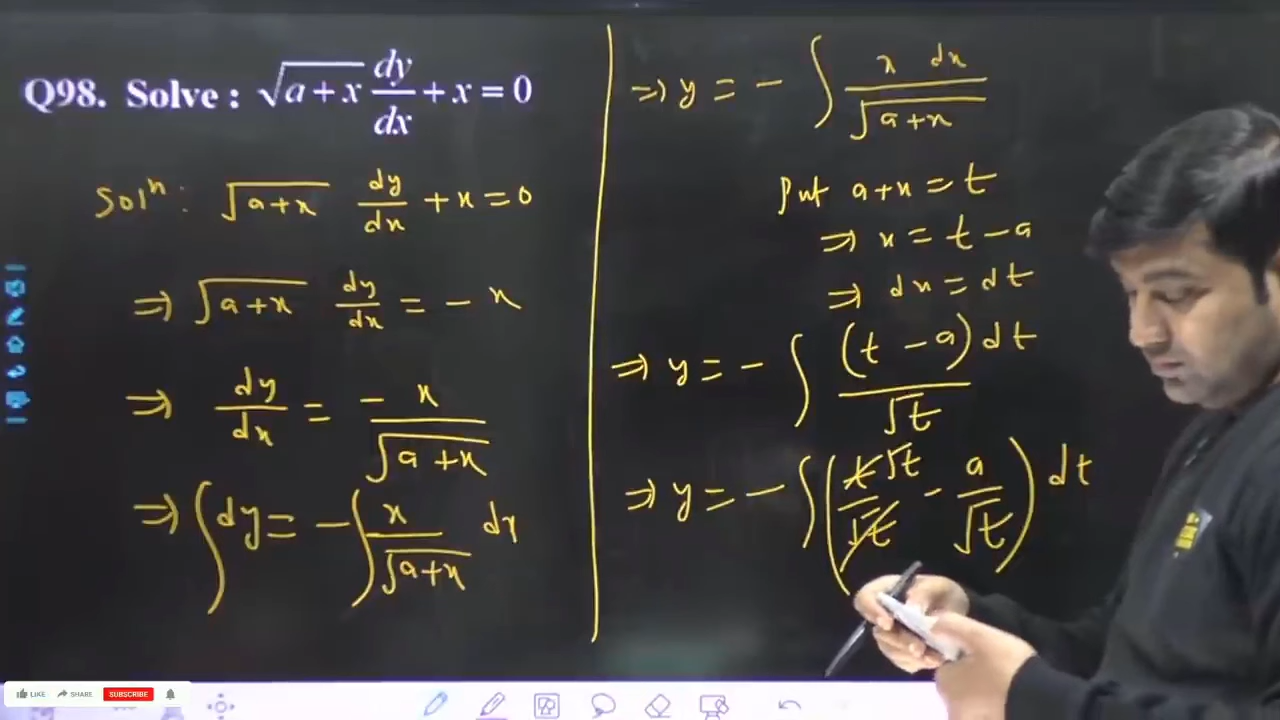 Q98. Solve : √(a+x) dy/dx + x = 0
Solⁿ : √(a+x) dy/dx + x = 0
⇒ √(a+x) dy/dx = - x
⇒ dy/dx = - x/√(a+x)
⇒ ∫ dy = - ∫ x/√(a+x) dx
⇒ y = - ∫ x dx/√(a+x)
Put a+x = t
⇒ x = t - a
⇒ dx = dt
⇒ y = - ∫ (t - a) dt/√t
⇒ y = - ∫ (t √t/√t - a/√t) dt
LIKE SHARE SUBSCRIBE